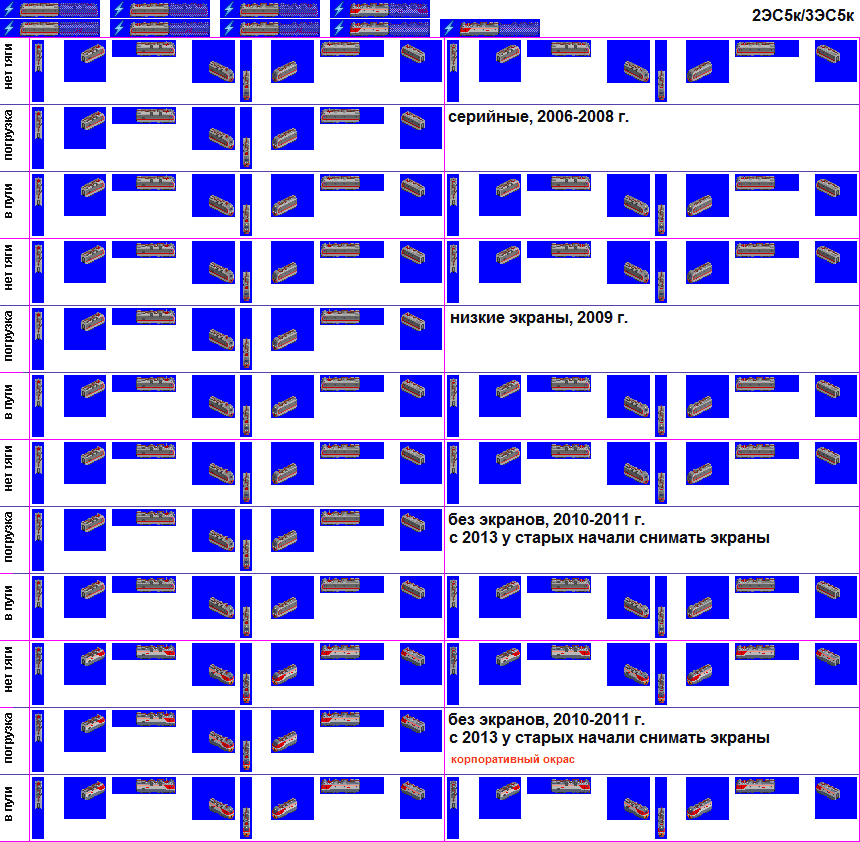 2ЭС5к/3ЭС5к
нет тяги
погрузка
серийные, 2006-2008 г.
в пути
нет тяги
погрузка
низкие экраны, 2009 г.
в пути
нет тяги
погрузка
без экранов, 2010-2011 г.
с 2013 у старых начали снимать экраны
в пути
нет тяги
погрузка
без экранов, 2010-2011 г.
с 2013 у старых начали снимать экраны
корпоративный окрас
в пути